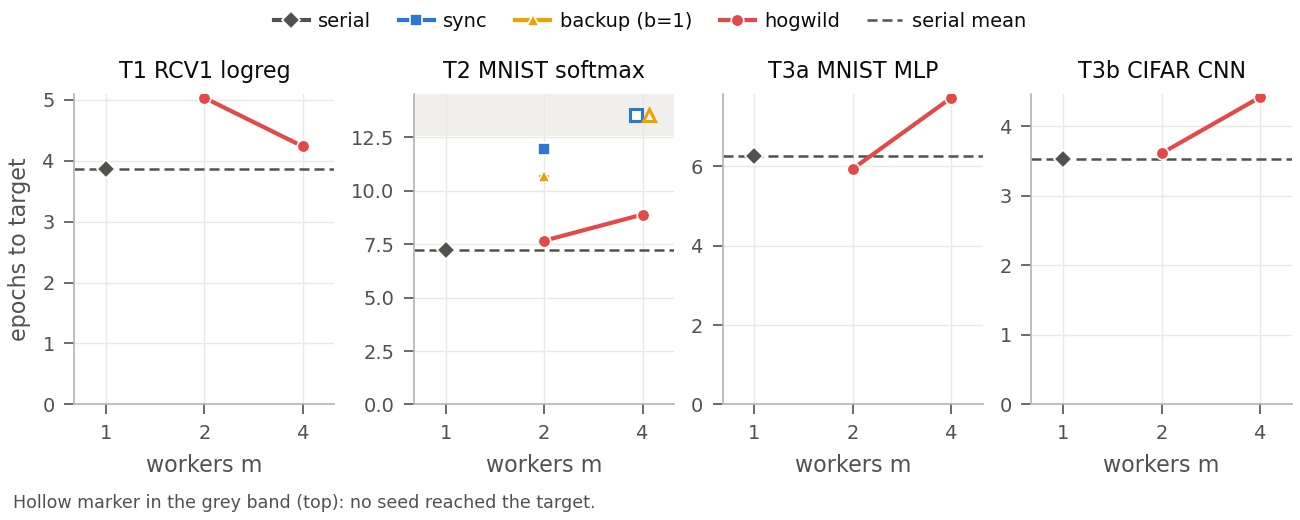 serial sync backup (b=1) hogwild serial mean
T1 RCV1 logreg
epochs to target
5
4
3
2
1
0
1 2 4
workers m
T2 MNIST softmax
12.5
10.0
7.5
5.0
2.5
0.0
1 2 4
workers m
T3a MNIST MLP
6
4
2
0
1 2 4
workers m
T3b CIFAR CNN
4
3
2
1
0
1 2 4
workers m
Hollow marker in the grey band (top): no seed reached the target.